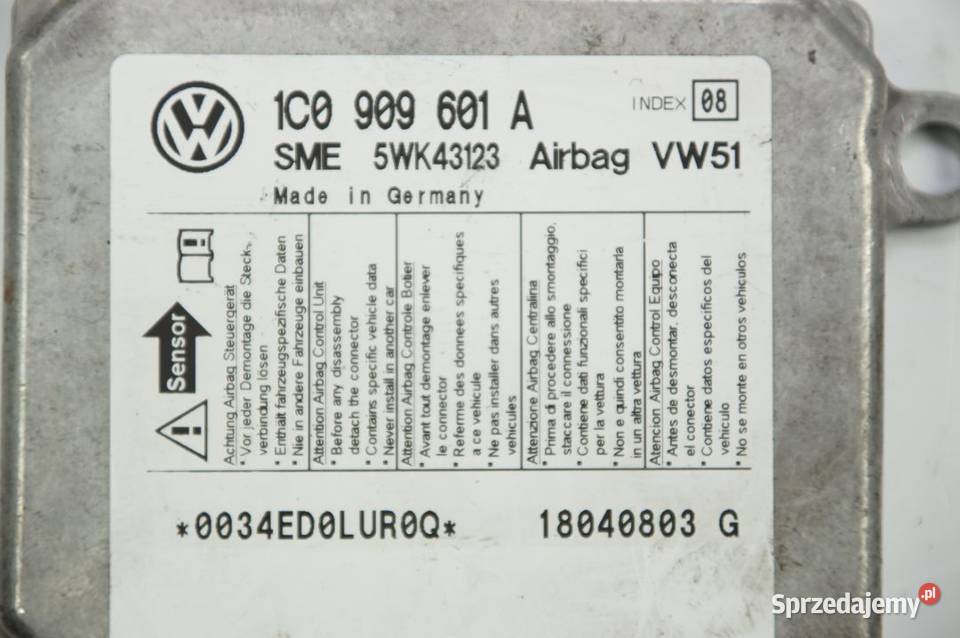 1C0 909 601 A
INDEX 08
SME 5WK43123 Airbag VW51
Made in Germany
Sensor
Achtung Airbag Steuergerät
* Vor jeder Demontage die Steck-
verbindung lösen
* Enthält fahrzeugspezifische Daten
* Nie in andere Fahrzeuge einbauen
Attention Airbag Control Unit
* Before any disassembly
detach the connector
* Contains specific vehicle data
* Never install in another car
Attention Airbag Controle Boitier
* Avant tout demontage enlever
le connector
* Referme des donnees specifiques
a ce vehicule
* Ne pas installer dans autres
vehicules
Attenzione Airbag Centralina
* Prima di procedere allo smontaggio,
staccare il connessione
* Contiene dati funzionali specifici
per la vettura
* Non e quindi consentito montarla
in un altra vettura
Atencion Airbag Control Equipo
* Antes de desmontar, desconecta
el conector
* Contiene datos especificos del
vehiculo
* No se monte en otros vehiculos
*0034ED0LUR0Q*
18040803 G
Sprzedajemy.pl